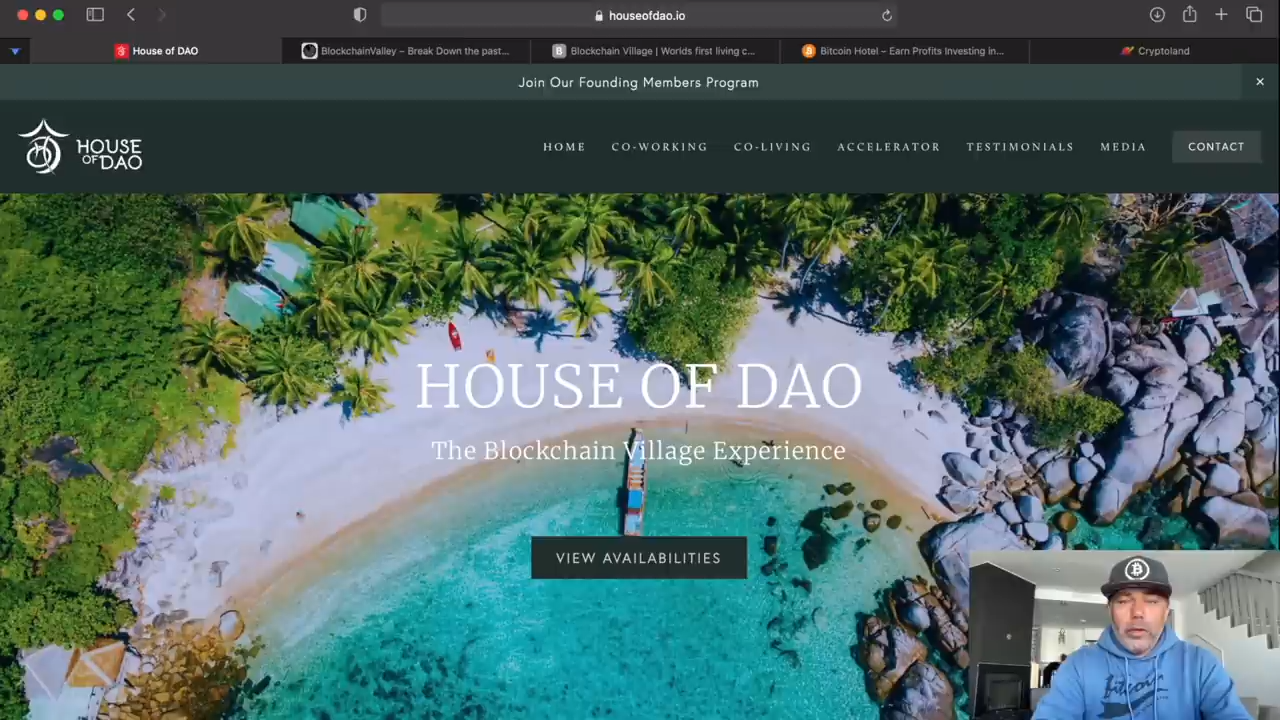 houseofdao.io
House of DAO
BlockchainValley – Break Down the past...
Blockchain Village | Worlds first living c...
Bitcoin Hotel – Earn Profits Investing in...
Cryptoland
Join Our Founding Members Program
HOUSE
OF DAO
HOME
CO-WORKING
CO-LIVING
ACCELERATOR
TESTIMONIALS
MEDIA
CONTACT
HOUSE OF DAO
The Blockchain Village Experience
VIEW AVAILABILITIES
bitcoin